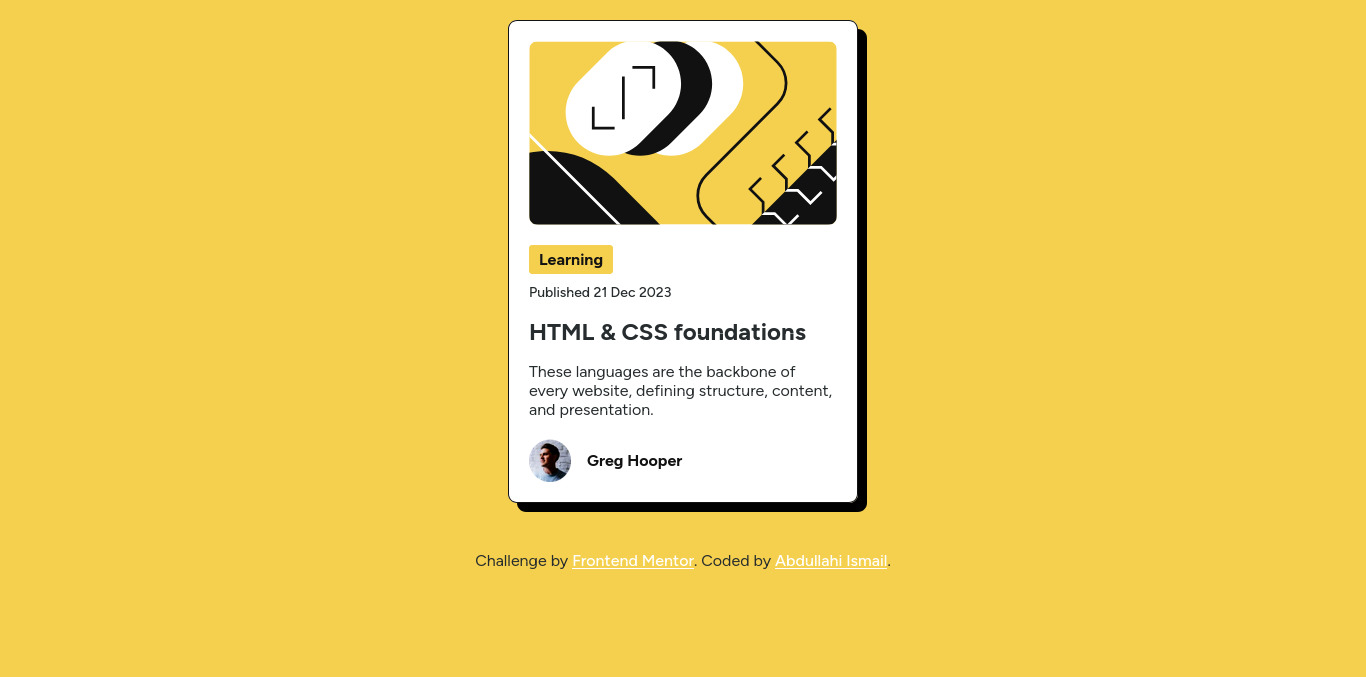 Learning
Published 21 Dec 2023
HTML & CSS foundations
These languages are the backbone of
every website, defining structure, content,
and presentation.
Greg Hooper
Challenge by Frontend Mentor. Coded by Abdullahi Ismail.